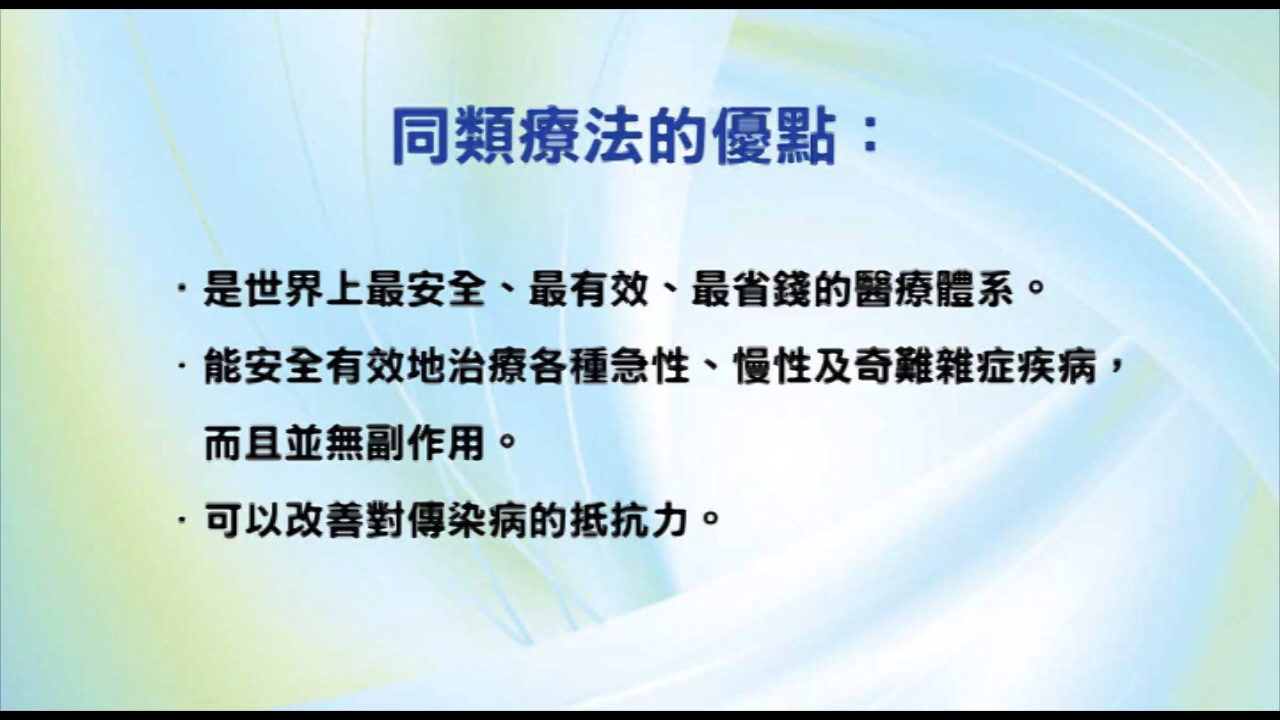 同類療法的優點：
·是世界上最安全、最有效、最省錢的醫療體系。
·能安全有效地治療各種急性、慢性及奇難雜症疾病，
而且並無副作用。
·可以改善對傳染病的抵抗力。